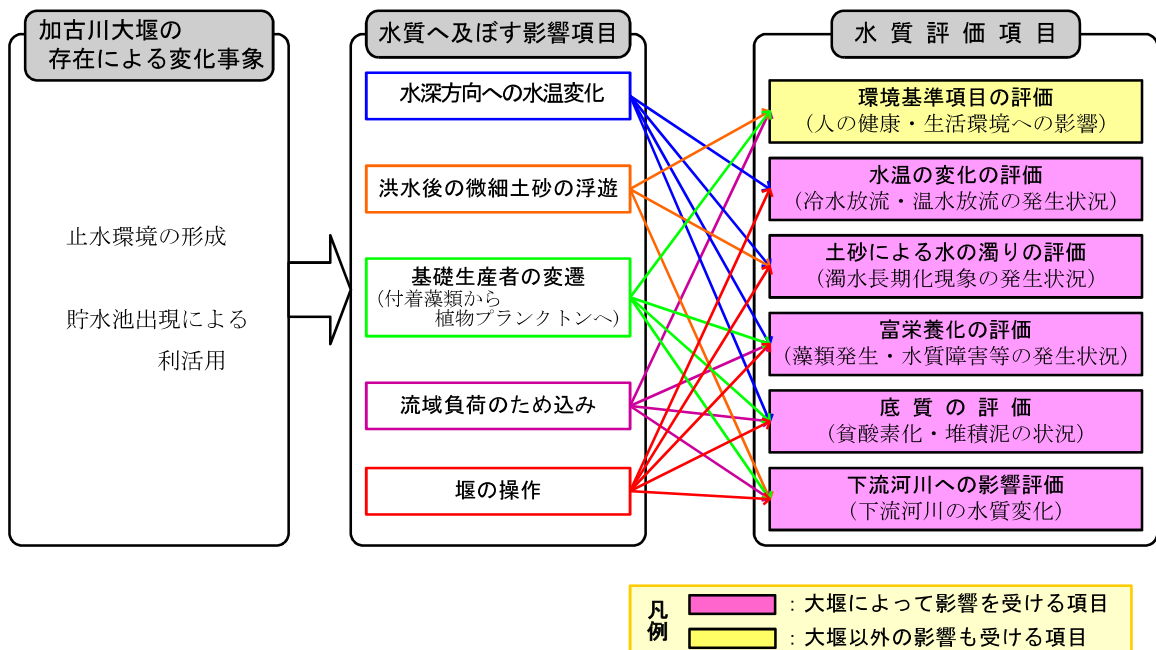 加古川大堰の
存在による変化事象
止水環境の形成
貯水池出現による
利活用
水質へ及ぼす影響項目
水深方向への水温変化
洪水後の微細土砂の浮遊
基礎生産者の変遷
(付着藻類から
植物プランクトンへ)
流域負荷のため込み
堰の操作
水質評価項目
環境基準項目の評価
(人の健康・生活環境への影響)
水温の変化の評価
(冷水放流・温水放流の発生状況)
土砂による水の濁りの評価
(濁水長期化現象の発生状況)
富栄養化の評価
(藻類発生・水質障害等の発生状況)
底質の評価
(貧酸素化・堆積泥の状況)
下流河川への影響評価
(下流河川の水質変化)
凡例
：大堰によって影響を受ける項目
：大堰以外の影響も受ける項目